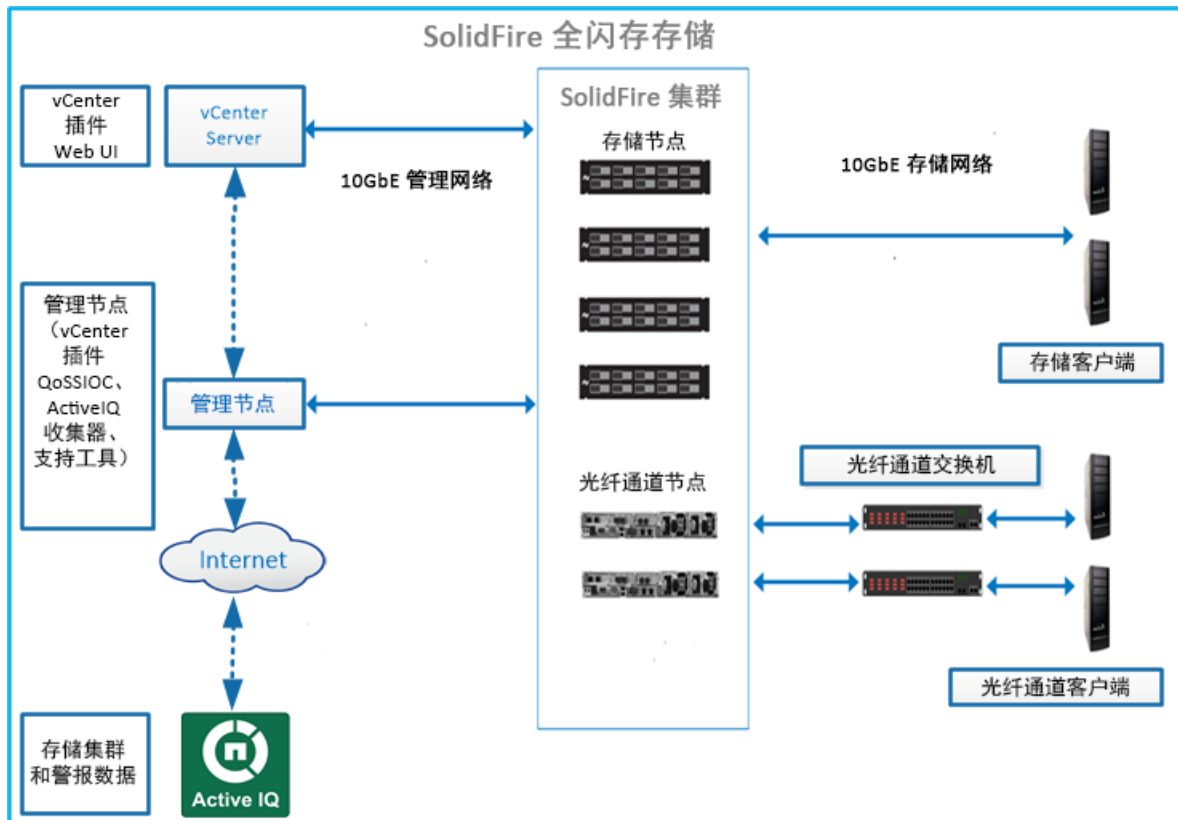 SolidFire 全闪存存储
vCenter
插件
Web UI
vCenter
Server
10GbE 管理网络
SolidFire 集群
存储节点
10GbE 存储网络
存储客户端
管理节点
（vCenter
插件
QoSSIOC、
ActiveIQ
收集器、
支持工具）
管理节点
光纤通道节点
光纤通道交换机
Internet
光纤通道客户端
存储集群
和警报数据
Active IQ